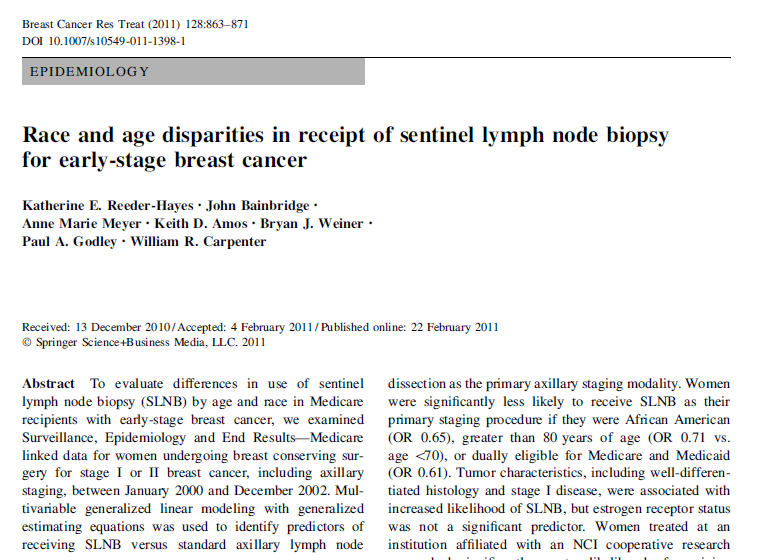 Breast Cancer Res Treat (2011) 128:863–871
DOI 10.1007/s10549-011-1398-1
EPIDEMIOLOGY
Race and age disparities in receipt of sentinel lymph node biopsy
for early-stage breast cancer
Katherine E. Reeder-Hayes · John Bainbridge ·
Anne Marie Meyer · Keith D. Amos · Bryan J. Weiner ·
Paul A. Godley · William R. Carpenter
Received: 13 December 2010 / Accepted: 4 February 2011 / Published online: 22 February 2011
© Springer Science+Business Media, LLC. 2011
Abstract To evaluate differences in use of sentinel
lymph node biopsy (SLNB) by age and race in Medicare
recipients with early-stage breast cancer, we examined
Surveillance, Epidemiology and End Results—Medicare
linked data for women undergoing breast conserving sur-
gery for stage I or II breast cancer, including axillary
staging, between January 2000 and December 2002. Mul-
tivariable generalized linear modeling with generalized
estimating equations was used to identify predictors of
receiving SLNB versus standard axillary lymph node
dissection as the primary axillary staging modality. Women
were significantly less likely to receive SLNB as their
primary staging procedure if they were African American
(OR 0.65), greater than 80 years of age (OR 0.71 vs.
age <70), or dually eligible for Medicare and Medicaid
(OR 0.61). Tumor characteristics, including well-differen-
tiated histology and stage I disease, were associated with
increased likelihood of SLNB, but estrogen receptor status
was not a significant predictor. Women treated at an
institution affiliated with an NCI cooperative research